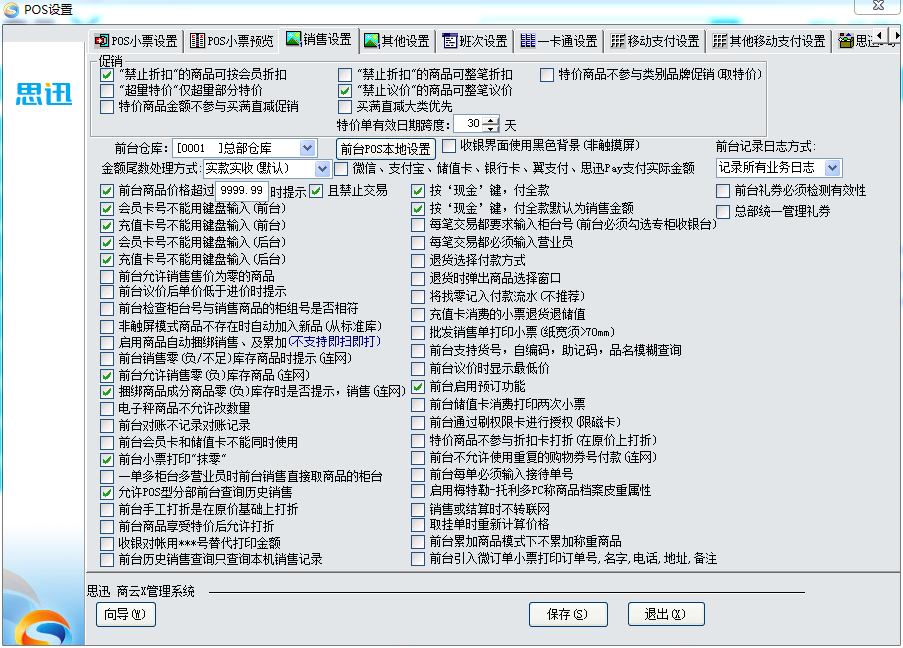 POS设置
POS小票设置 POS小票预览 销售设置 其他设置 班次设置 一卡通设置 移动支付设置 其他移动支付设置 思迅
思迅
促销
"禁止折扣"的商品可按会员折扣 "禁止折扣"的商品可整笔折扣 特价商品不参与类别品牌促销(取特价)
"超量特价"仅超量部分特价 "禁止议价"的商品可整笔议价
特价商品金额不参与买满直减促销 买满直减大类优先
特价单有效日期跨度: 30 天
前台仓库: [0001 ]总部仓库 前台POS本地设置 收银界面使用黑色背景(非触摸屏) 前台记录日志方式:
金额尾数处理方式: 实款实收(默认) 微信、支付宝、储值卡、银行卡、翼支付、思迅Pay支付实际金额 记录所有业务日志
前台商品价格超过 9999.99 时提示 且禁止交易 按‘现金’键,付全款 前台礼券必须检测有效性
会员卡号不能用键盘输入(前台) 按‘现金’键,付全款默认为销售金额 总部统一管理礼券
充值卡号不能用键盘输入(前台) 每笔交易都要求输入柜台号(前台必须勾选专柜收银台)
会员卡号不能用键盘输入(后台) 每笔交易都必须输入营业员
充值卡号不能用键盘输入(后台) 退货选择付款方式
前台允许销售售价为零的商品 退货时弹出商品选择窗口
前台议价后单价低于进价时提示 将找零记入付款流水(不推荐)
前台检查柜台号与销售商品的柜组号是否相符 充值卡消费的小票退货退储值
非触屏模式商品不存在时自动加入新品(从标准库) 批发销售单打印小票(纸宽须>70mm)
启用商品自动捆绑销售、及累加(不支持即扫即打) 前台支持货号,自编码,助记码,品名模糊查询
前台销售零(负/不足)库存商品时提示(连网) 前台议价时显示最低价
前台允许销售零(负)库存商品(连网) 前台启用预订功能
捆绑商品成分商品零(负)库存时是否提示,销售(连网) 前台储值卡消费打印两次小票
电子秤商品不允许改数量 前台通过刷权限卡进行授权(限磁卡)
前台对账不记录对账记录 特价商品不参与折扣卡打折(在原价上打折)
前台会员卡和储值卡不能同时使用 前台不允许使用重复的购物券号付款(连网)
前台小票打印"抹零" 前台每单必须输入接待单号
一单多柜台多营业员时前台销售直接取商品的柜台 启用梅特勒-托利多PC称商品档案皮重属性
允许POS型分部前台查询历史销售 销售或结算时不转联网
前台手工打折是在原价基础上打折 取挂单时重新计算价格
前台商品享受特价后允许打折 前台累加商品模式下不累加称重商品
收银对帐用***号替代打印金额 前台引入微订单小票打印订单号,名字,电话,地址,备注
前台历史销售查询只查询本机销售记录
思迅 商云X管理系统
向导(W) 保存(S) 退出(X)